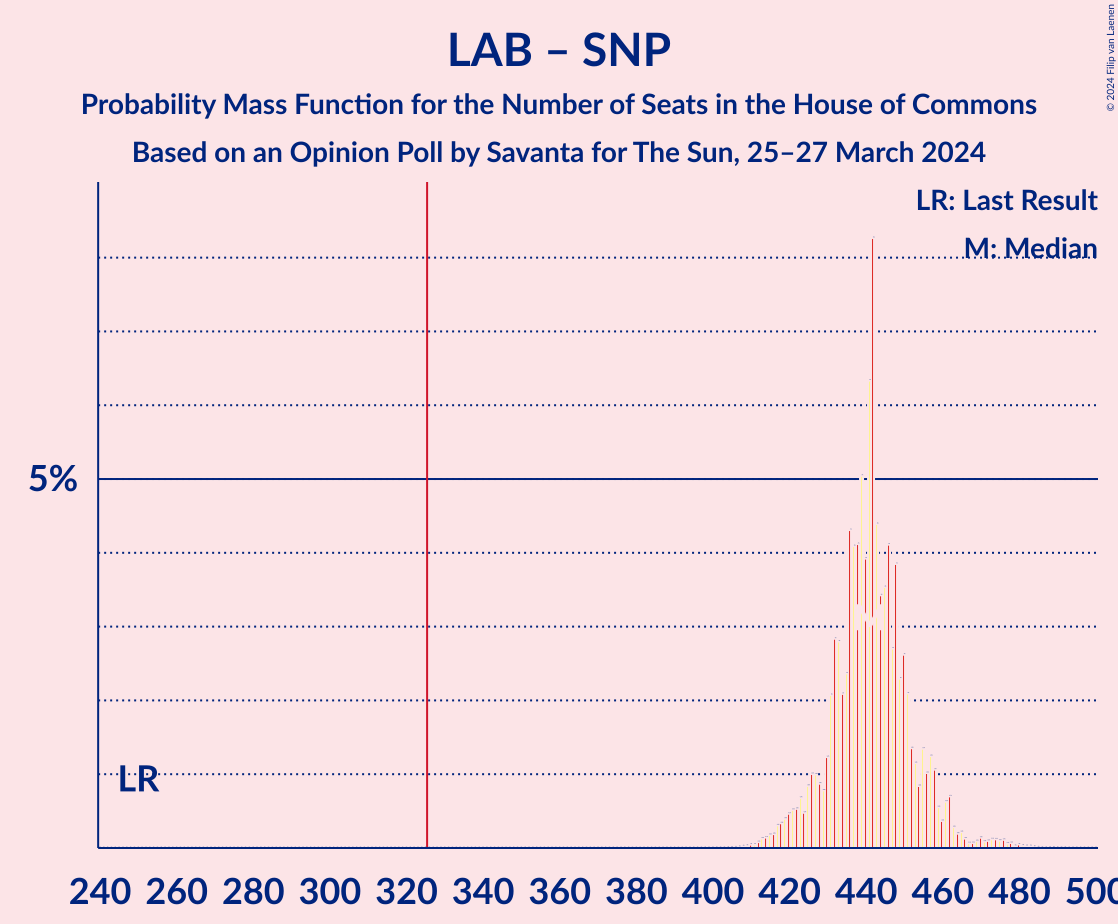 LAB – SNP
Probability Mass Function for the Number of Seats in the House of Commons
Based on an Opinion Poll by Savanta for The Sun, 25–27 March 2024
© 2024 Filip van Laenen
LR: Last Result
M: Median
5%
LR
240 260 280 300 320 340 360 380 400 420 440 460 480 500